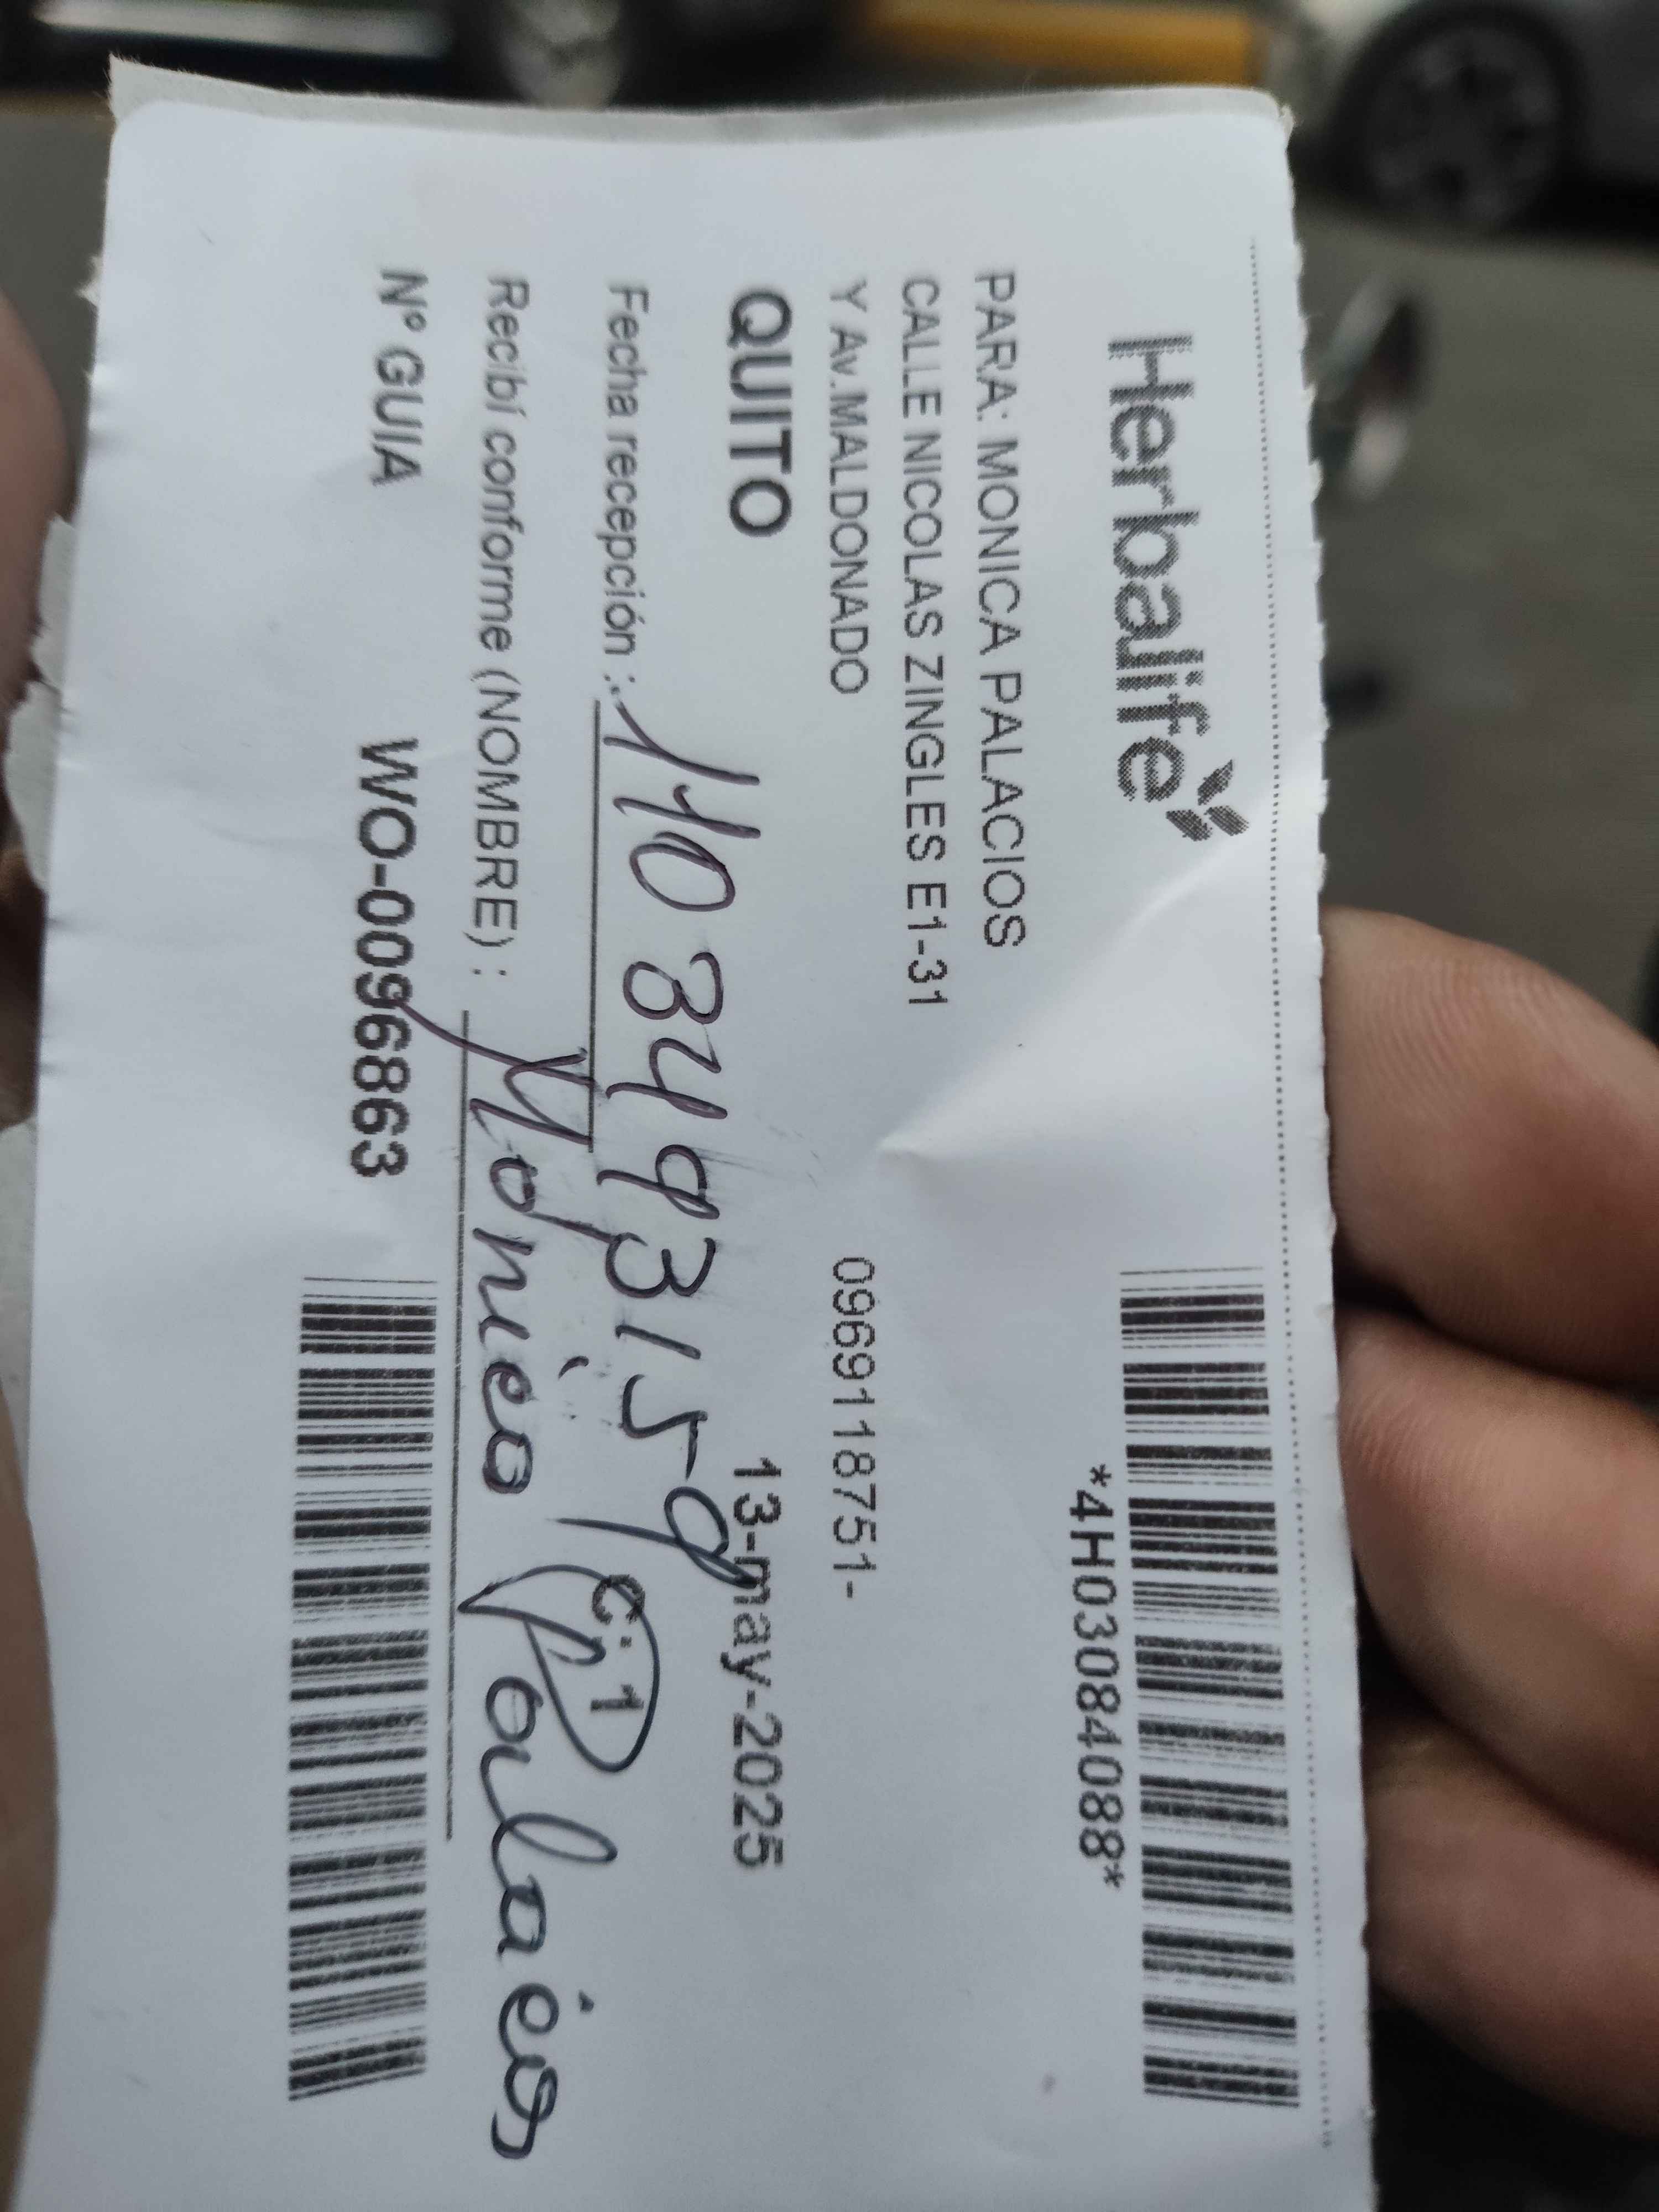 Herbalife
*4H03084088*
PARA: MONICA PALACIOS
CALLE NICOLAS ZINGLES E1-31
Y Av.MALDONADO 0969118751-
QUITO 13-may-2025
Fecha recepción : 1103493159
C: 1
Recibí conforme (NOMBRE) : Monica Palacios
Nº GUIA WO-0096863